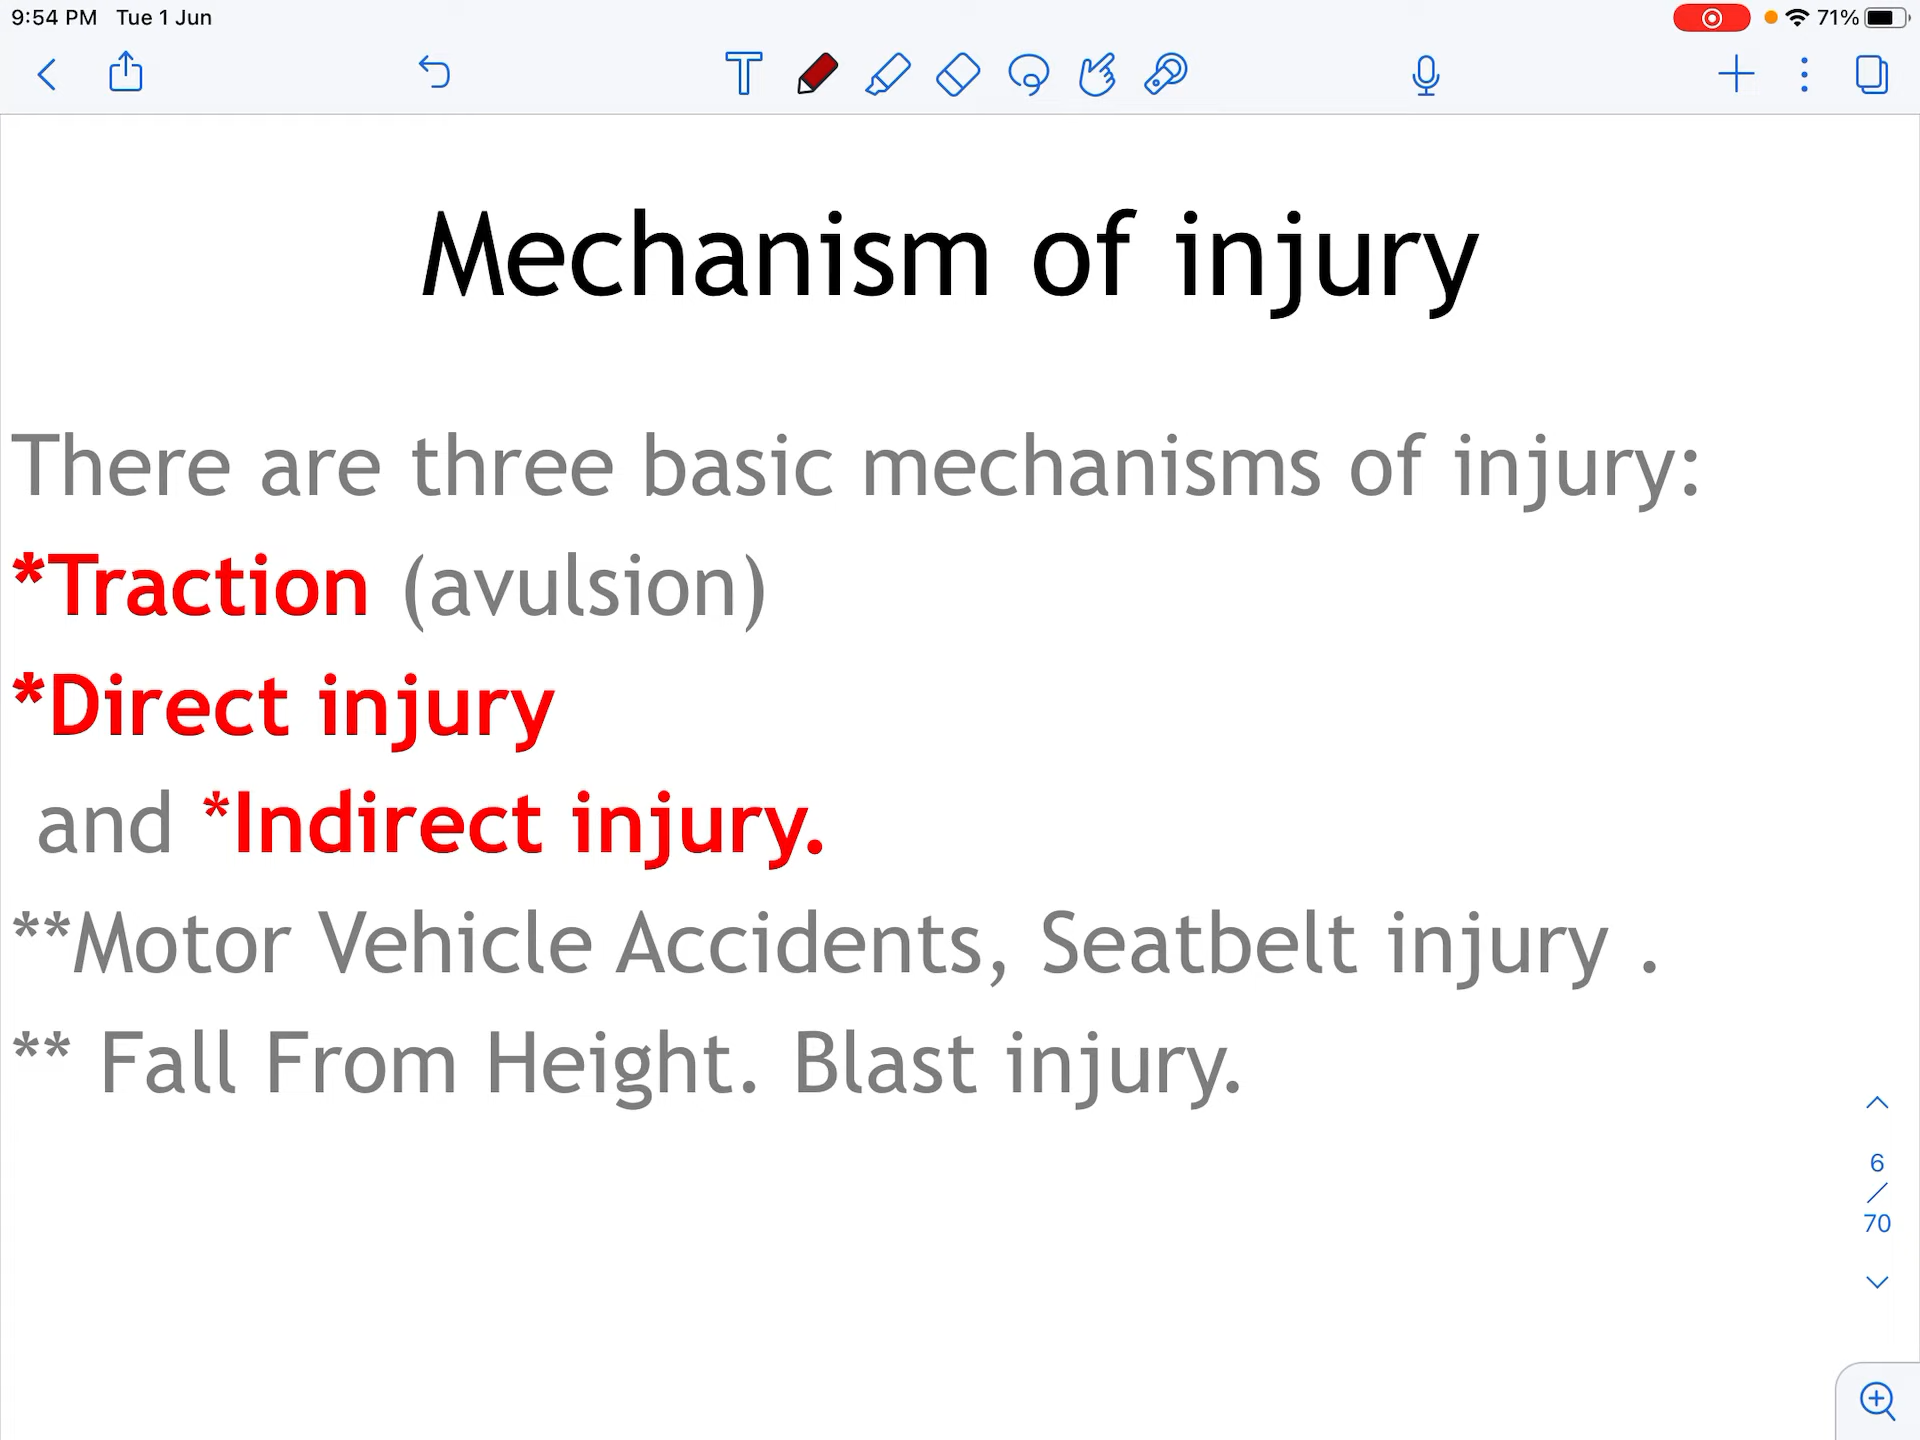 9:54 PM Tue 1 Jun
71%
T
Mechanism of injury
There are three basic mechanisms of injury:
*Traction (avulsion)
*Direct injury
and *Indirect injury.
**Motor Vehicle Accidents, Seatbelt injury .
** Fall From Height. Blast injury.
6
/
70